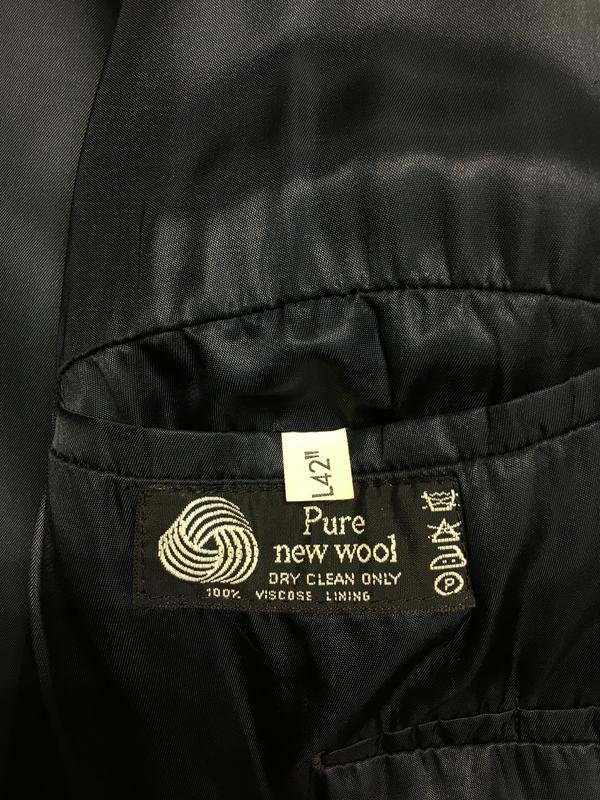 L42"
Pure
new wool
DRY CLEAN ONLY
100% VISCOSE LINING
P